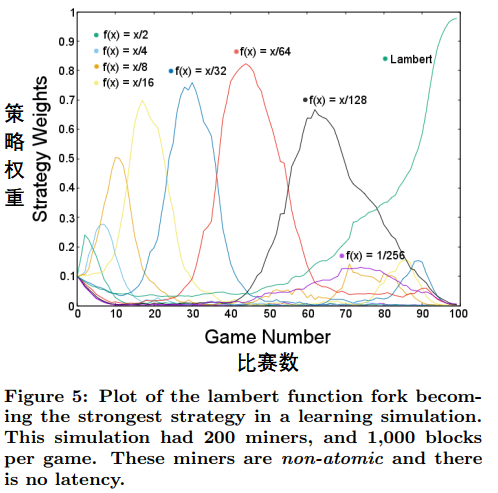 1
0.9
0.8
0.7
0.6
0.5
0.4
0.3
0.2
0.1
0
策略权重
Strategy Weights
f(x) = x/2
f(x) = x/4
f(x) = x/8
f(x) = x/16
f(x) = x/32
f(x) = x/64
f(x) = x/128
Lambert
f(x) = 1/256
0 10 20 30 40 50 60 70 80 90 100
Game Number
比赛数
Figure 5: Plot of the lambert function fork becom-
ing the strongest strategy in a learning simulation.
This simulation had 200 miners, and 1,000 blocks
per game. These miners are non-atomic and there
is no latency.